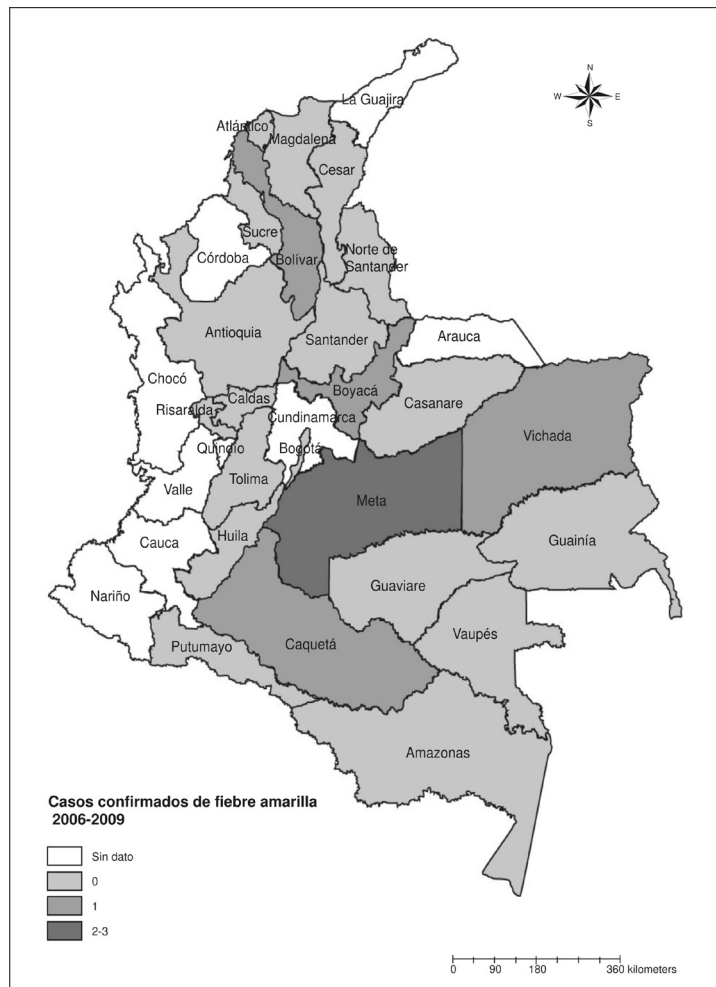 N
W E
S
La Guajira
Atlántico
Magdalena
Cesar
Sucre
Córdoba
Bolívar
Norte de
Santander
Antioquia
Santander
Arauca
Chocó
Boyacá
Caldas
Casanare
Risaralda
Cundinamarca
Vichada
Quindío
Bogotá
Tolima
Valle
Meta
Huila
Cauca
Guainía
Guaviare
Nariño
Vaupés
Caquetá
Putumayo
Amazonas
Casos confirmados de fiebre amarilla
2006-2009
Sin dato
0
1
2-3
0 90 180 360 kilometers